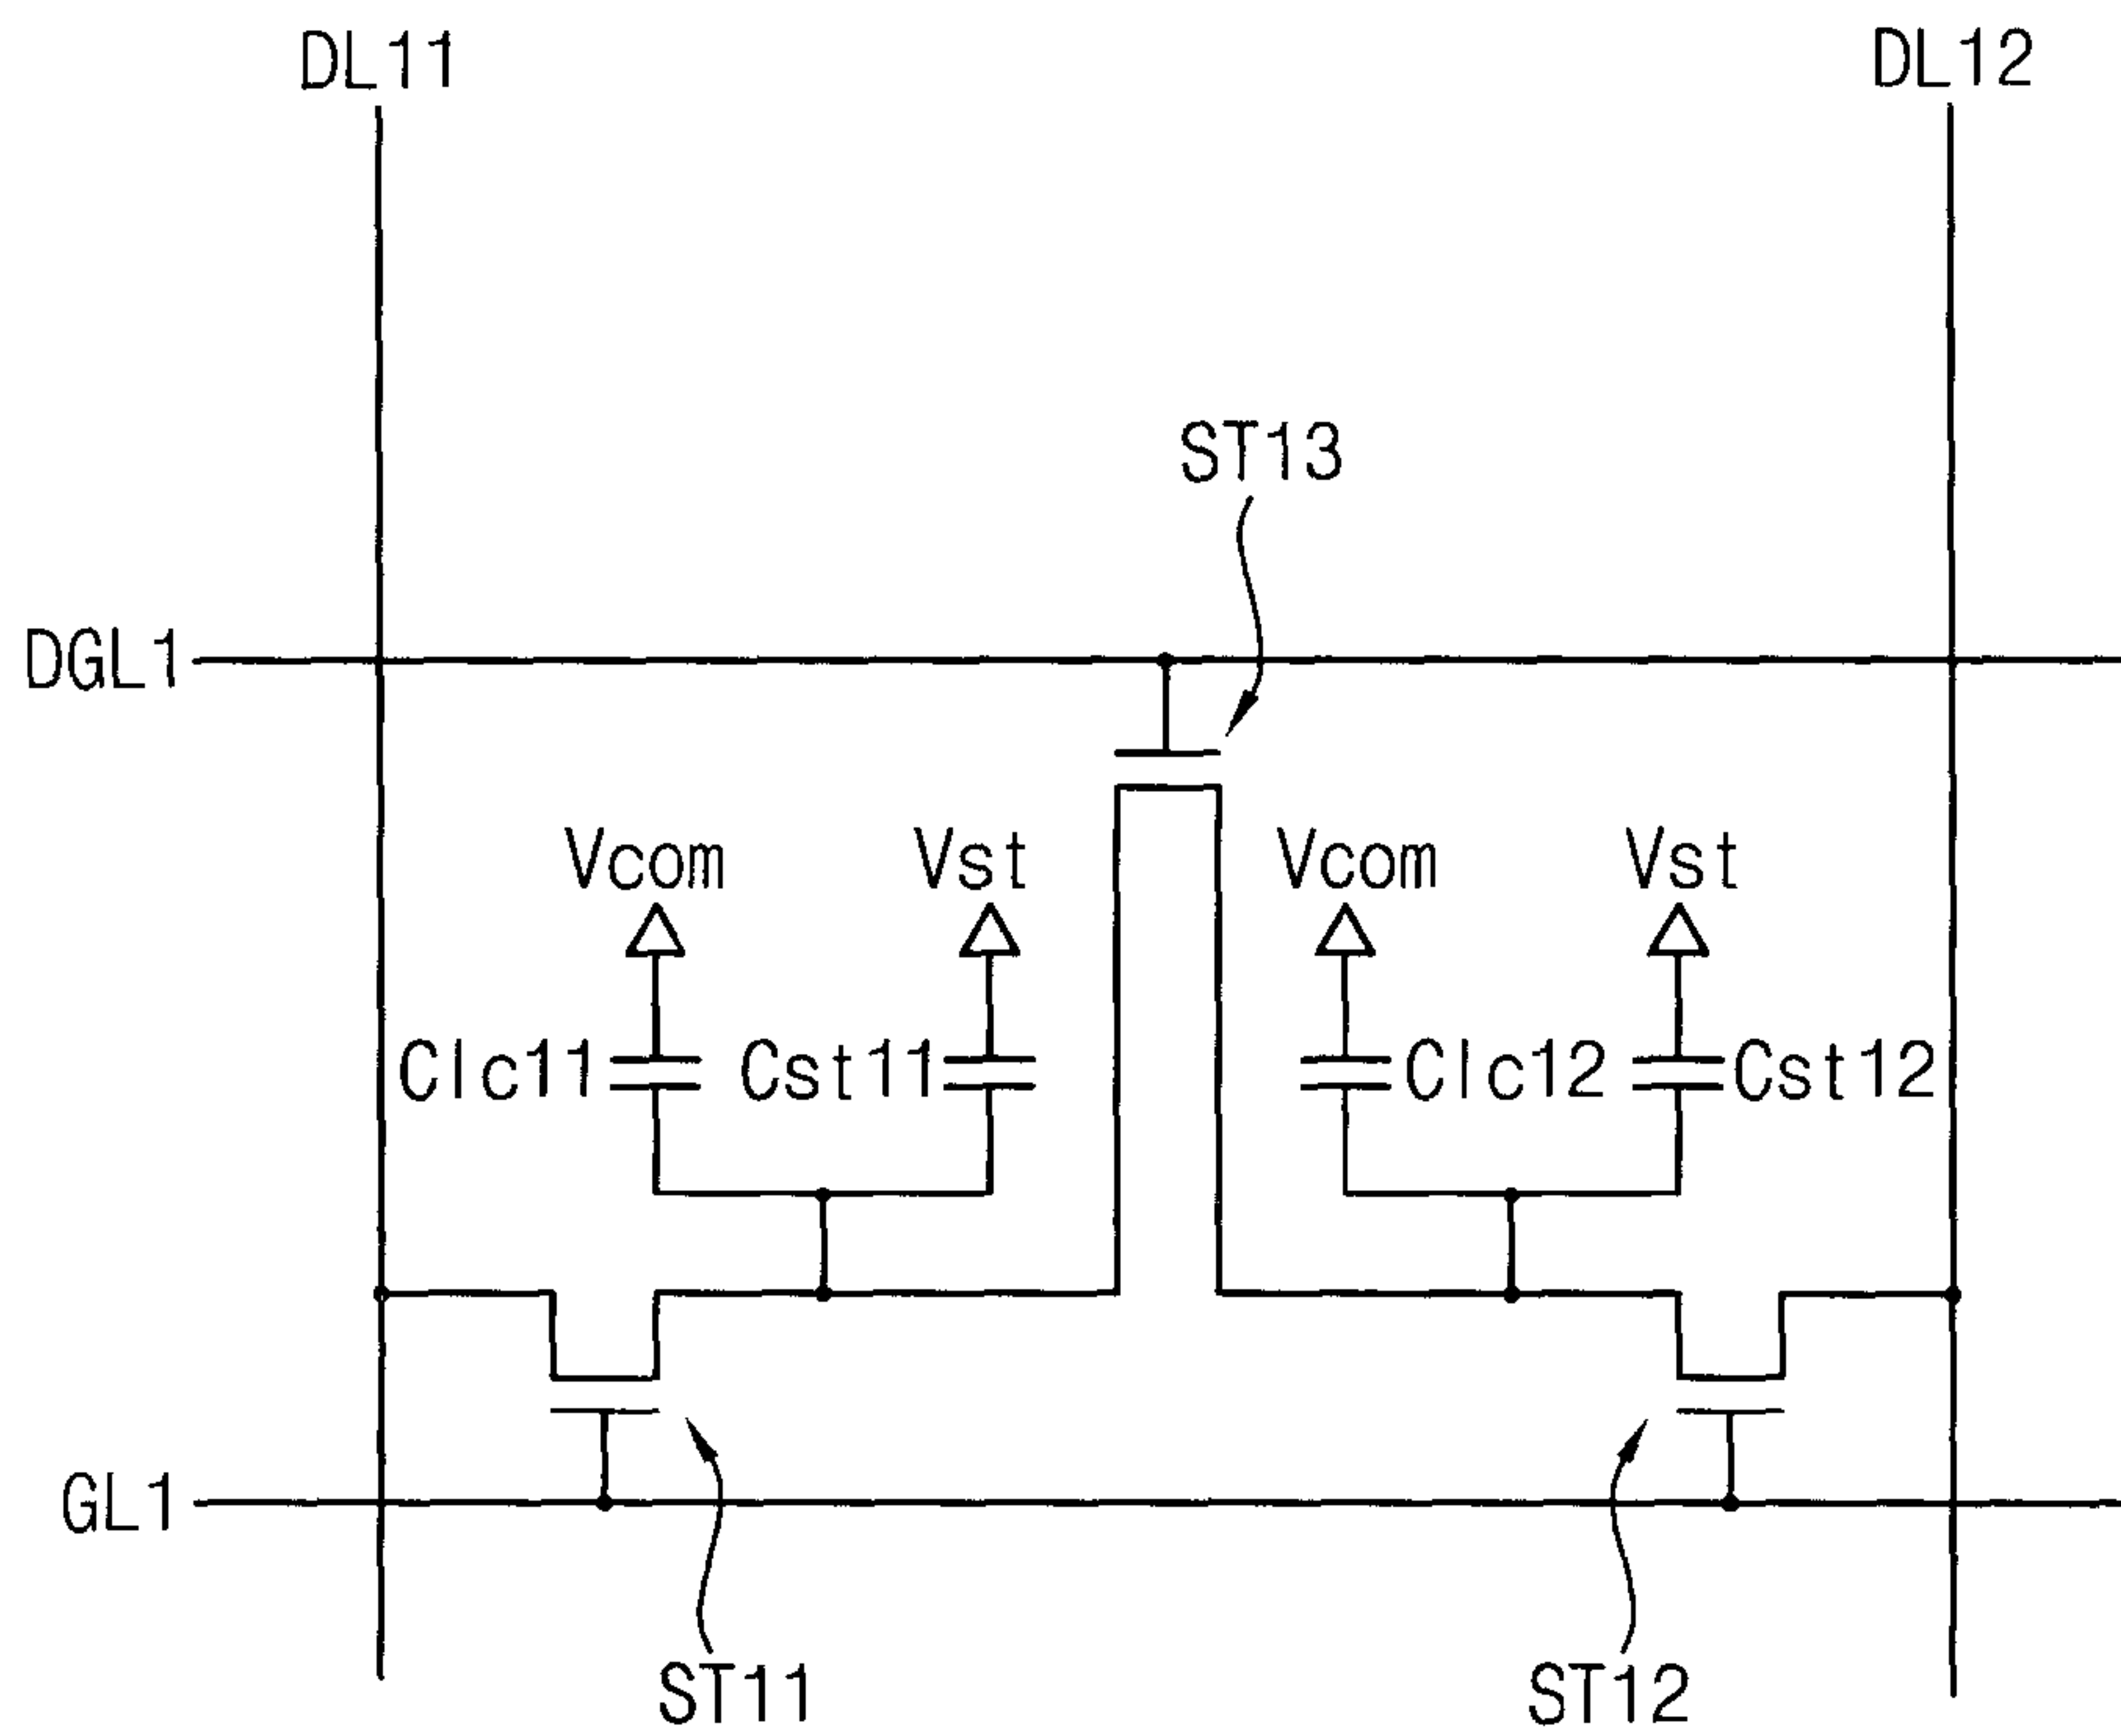 DL11
DL12
ST13
DGL1
Vcom
Vst
Vcom
Vst
Clc11
Cst11
Clc12
Cst12
GL1
ST11
ST12